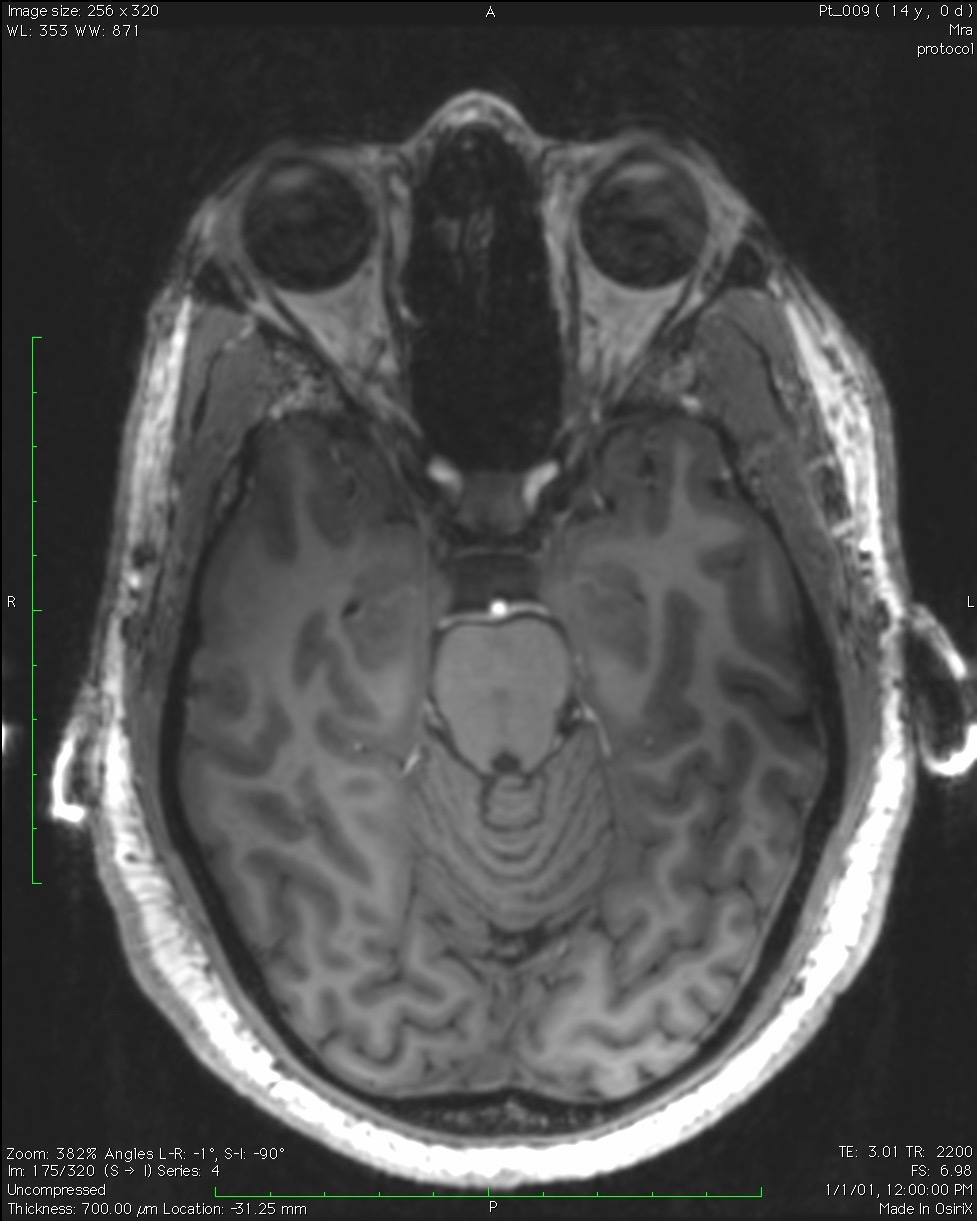 Image size: 256 x 320
WL: 353 WW: 871
A
Pt_009 ( 14 y, 0 d )
Mra
protocol
R
L
Zoom: 382% Angles L-R: -1°, S-I: -90°
Im: 175/320 (S -> I) Series: 4
Uncompressed
Thickness: 700.00 µm Location: -31.25 mm
P
TE: 3.01 TR: 2200
FS: 6.98
1/1/01, 12:00:00 PM
Made In OsiriX